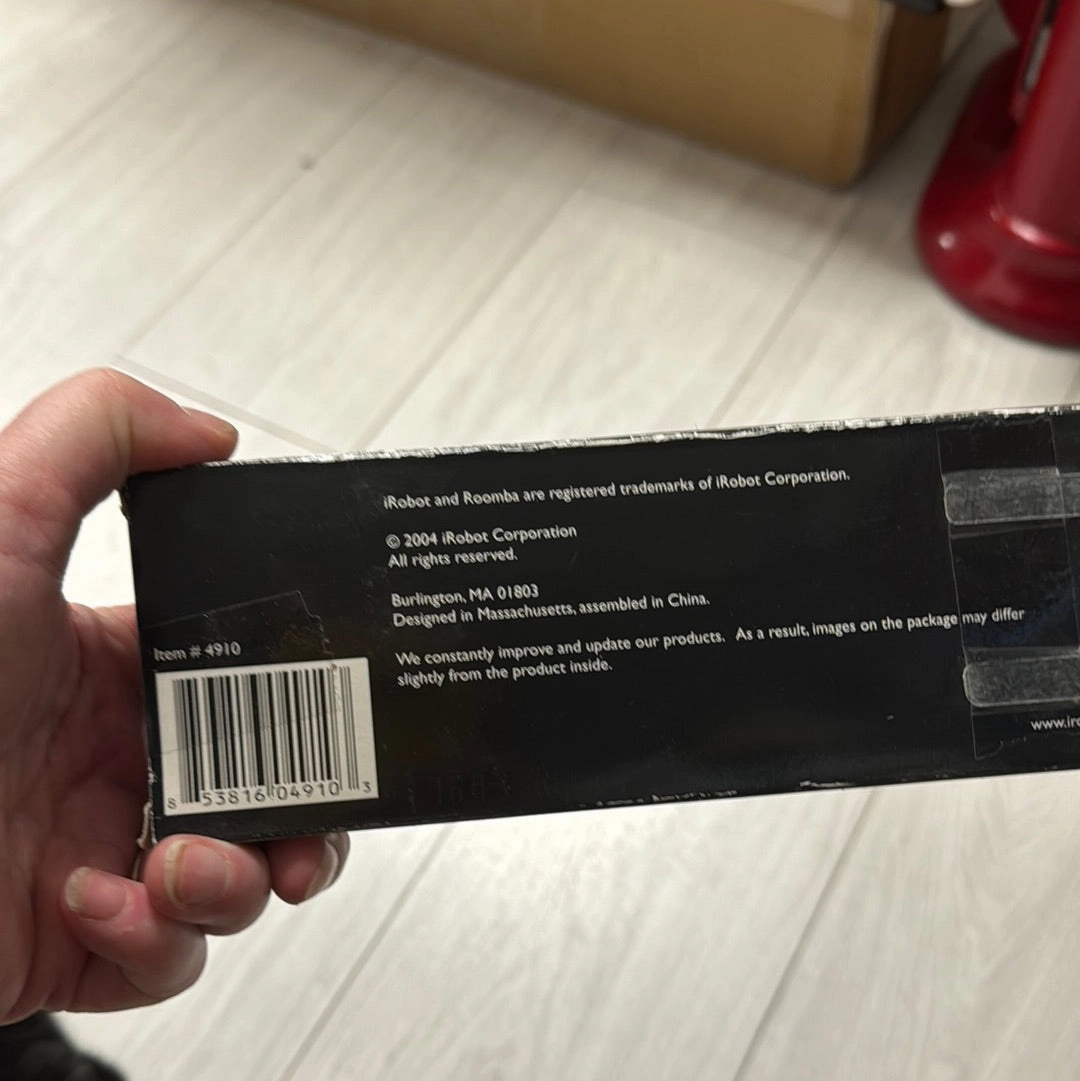 iRobot and Roomba are registered trademarks of iRobot Corporation.
© 2004 iRobot Corporation
All rights reserved.
Burlington, MA 01803
Designed in Massachusetts, assembled in China.
We constantly improve and update our products. As a result, images on the package may differ
slightly from the product inside.
Item # 4910
8 53816 04910 3
www.iro